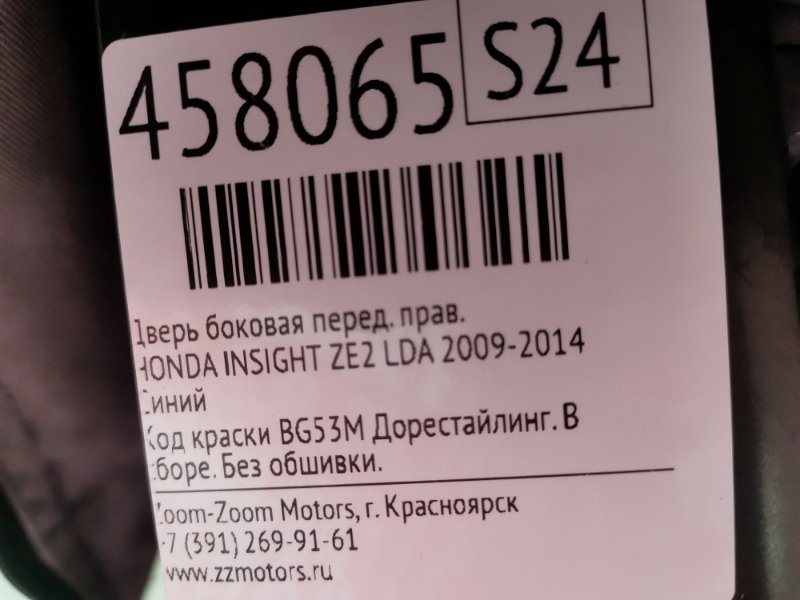 458065 S24
Дверь боковая перед. прав.
HONDA INSIGHT ZE2 LDA 2009-2014
Синий
Код краски BG53M Дорестайлинг. В
сборе. Без обшивки.
Zoom-Zoom Motors, г. Красноярск
+7 (391) 269-91-61
www.zzmotors.ru